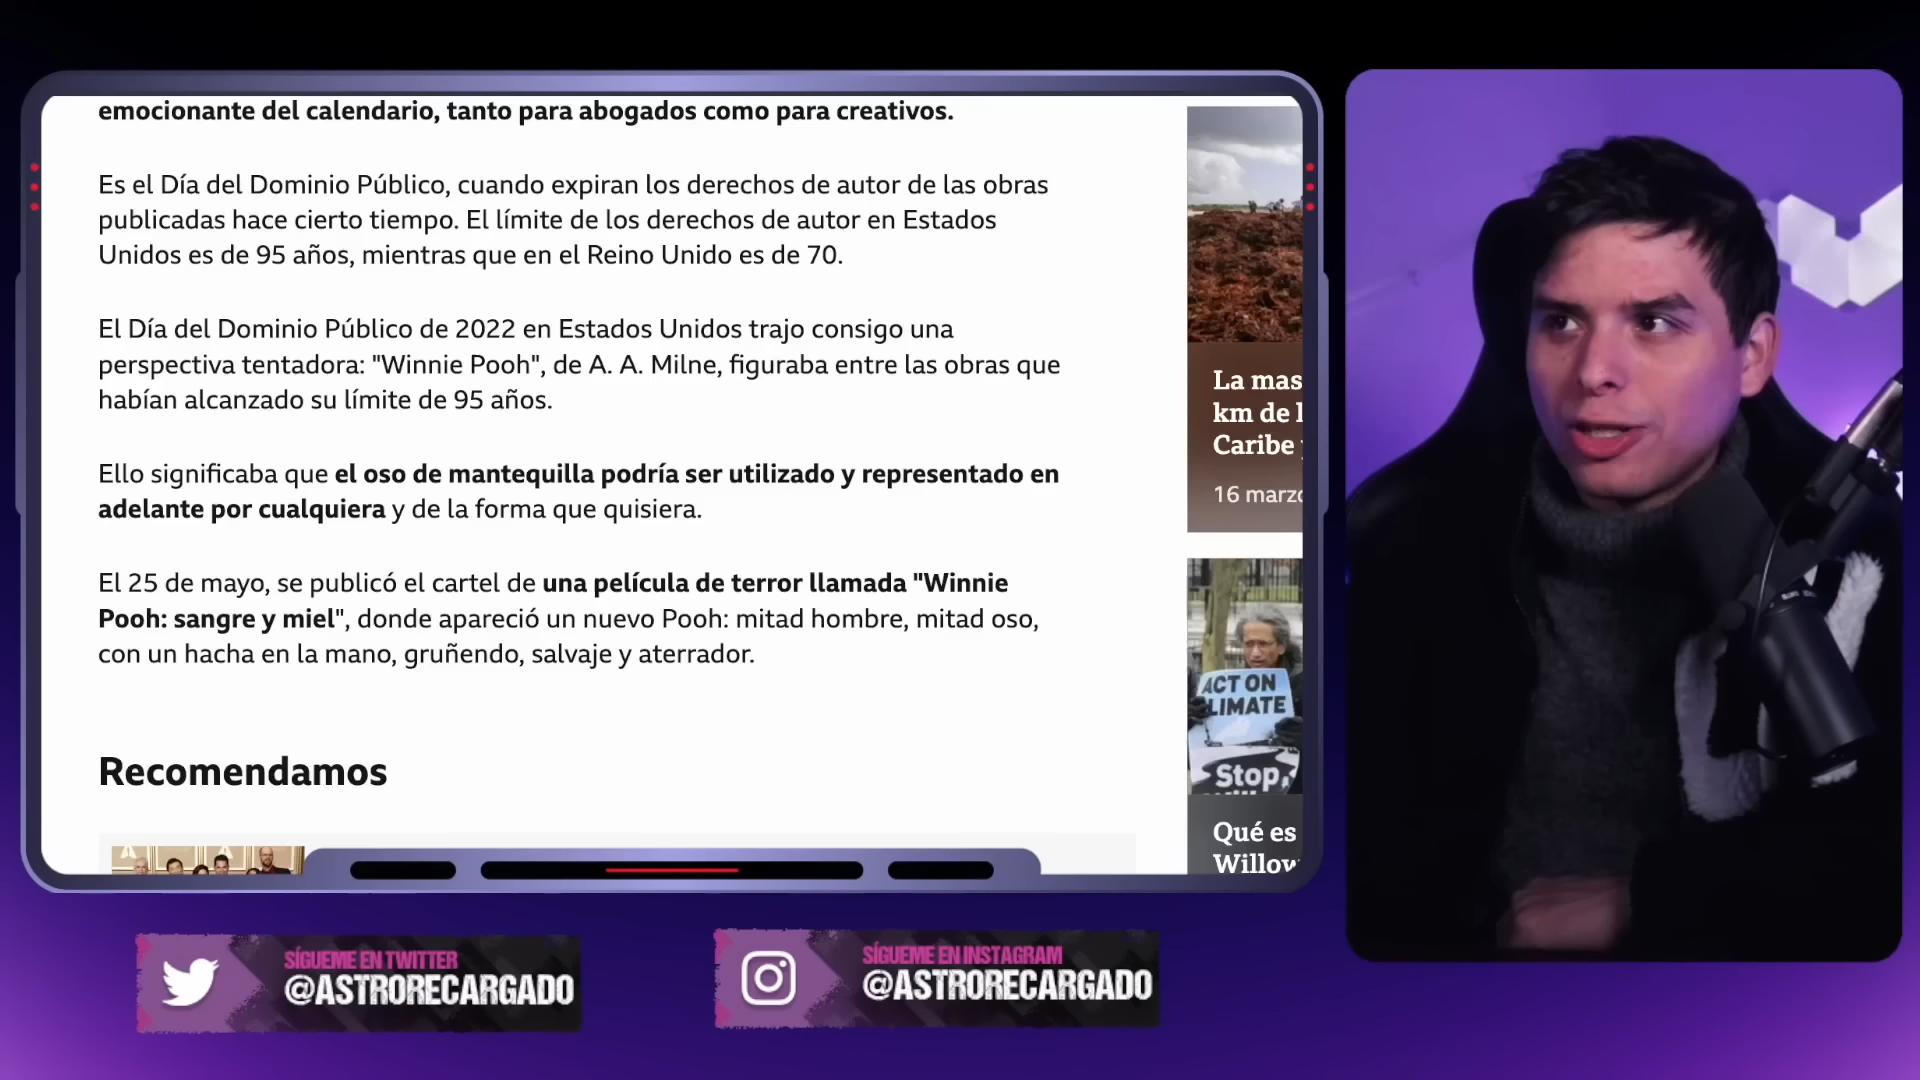 emocionante del calendario, tanto para abogados como para creativos.
Es el Día del Dominio Público, cuando expiran los derechos de autor de las obras
publicadas hace cierto tiempo. El límite de los derechos de autor en Estados
Unidos es de 95 años, mientras que en el Reino Unido es de 70.
El Día del Dominio Público de 2022 en Estados Unidos trajo consigo una
perspectiva tentadora: "Winnie Pooh", de A. A. Milne, figuraba entre las obras que
habían alcanzado su límite de 95 años.
Ello significaba que el oso de mantequilla podría ser utilizado y representado en
adelante por cualquiera y de la forma que quisiera.
El 25 de mayo, se publicó el cartel de una película de terror llamada "Winnie
Pooh: sangre y miel", donde apareció un nuevo Pooh: mitad hombre, mitad oso,
con un hacha en la mano, gruñendo, salvaje y aterrador.
Recomendamos
La mas
km de l
Caribe
16 marzo
ACT ON
CLIMATE
Stop
Qué es
Willow
SÍGUEME EN TWITTER
@ASTRORECARGADO
SÍGUEME EN INSTAGRAM
@ASTRORECARGADO